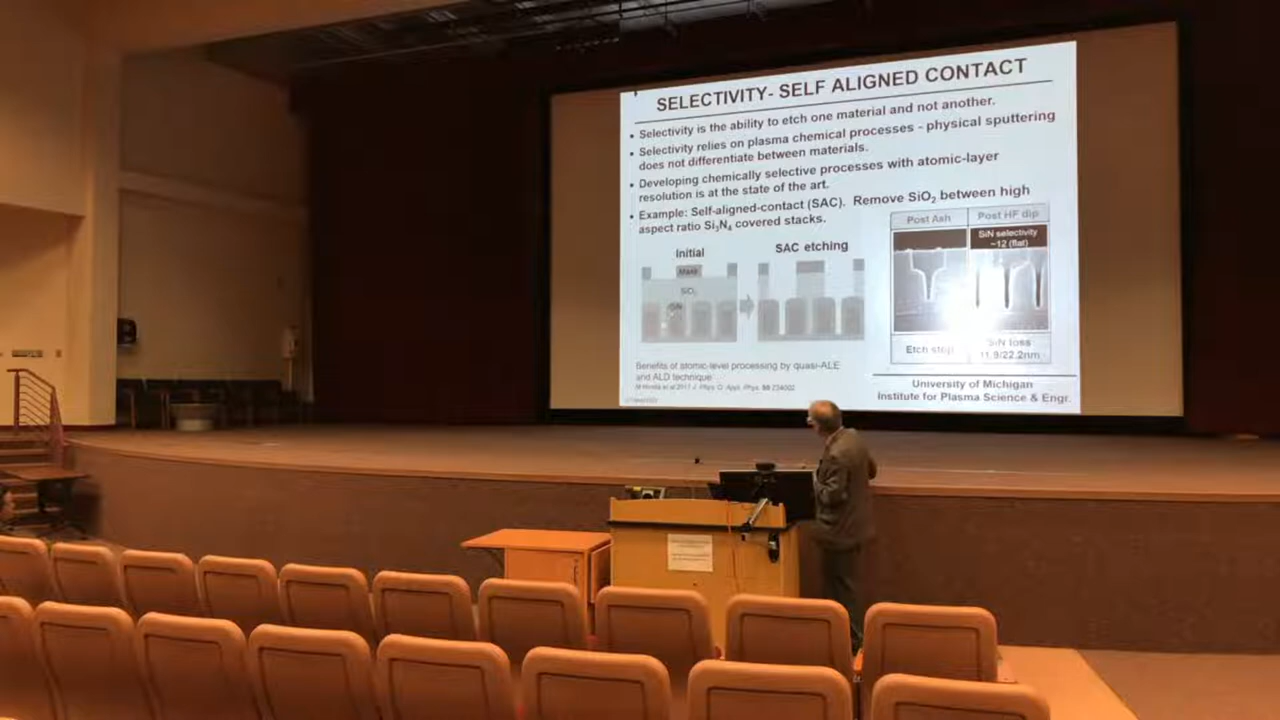 SELECTIVITY- SELF ALIGNED CONTACT
• Selectivity is the ability to etch one material and not another.
• Selectivity relies on plasma chemical processes - physical sputtering
does not differentiate between materials.
• Developing chemically selective processes with atomic-layer
resolution is at the state of the art.
• Example: Self-aligned-contact (SAC). Remove SiO₂ between high
aspect ratio Si₃N₄ covered stacks.
Initial
SAC etching
Mask
SiO₂
SiN
Post Ash
Post HF dip
SiN selectivity
~12 (flat)
Etch stop
SiN loss
11.8/22.2nm
Benefits of atomic-level processing by quasi-ALE
and ALD technique
University of Michigan
Institute for Plasma Science & Engr.